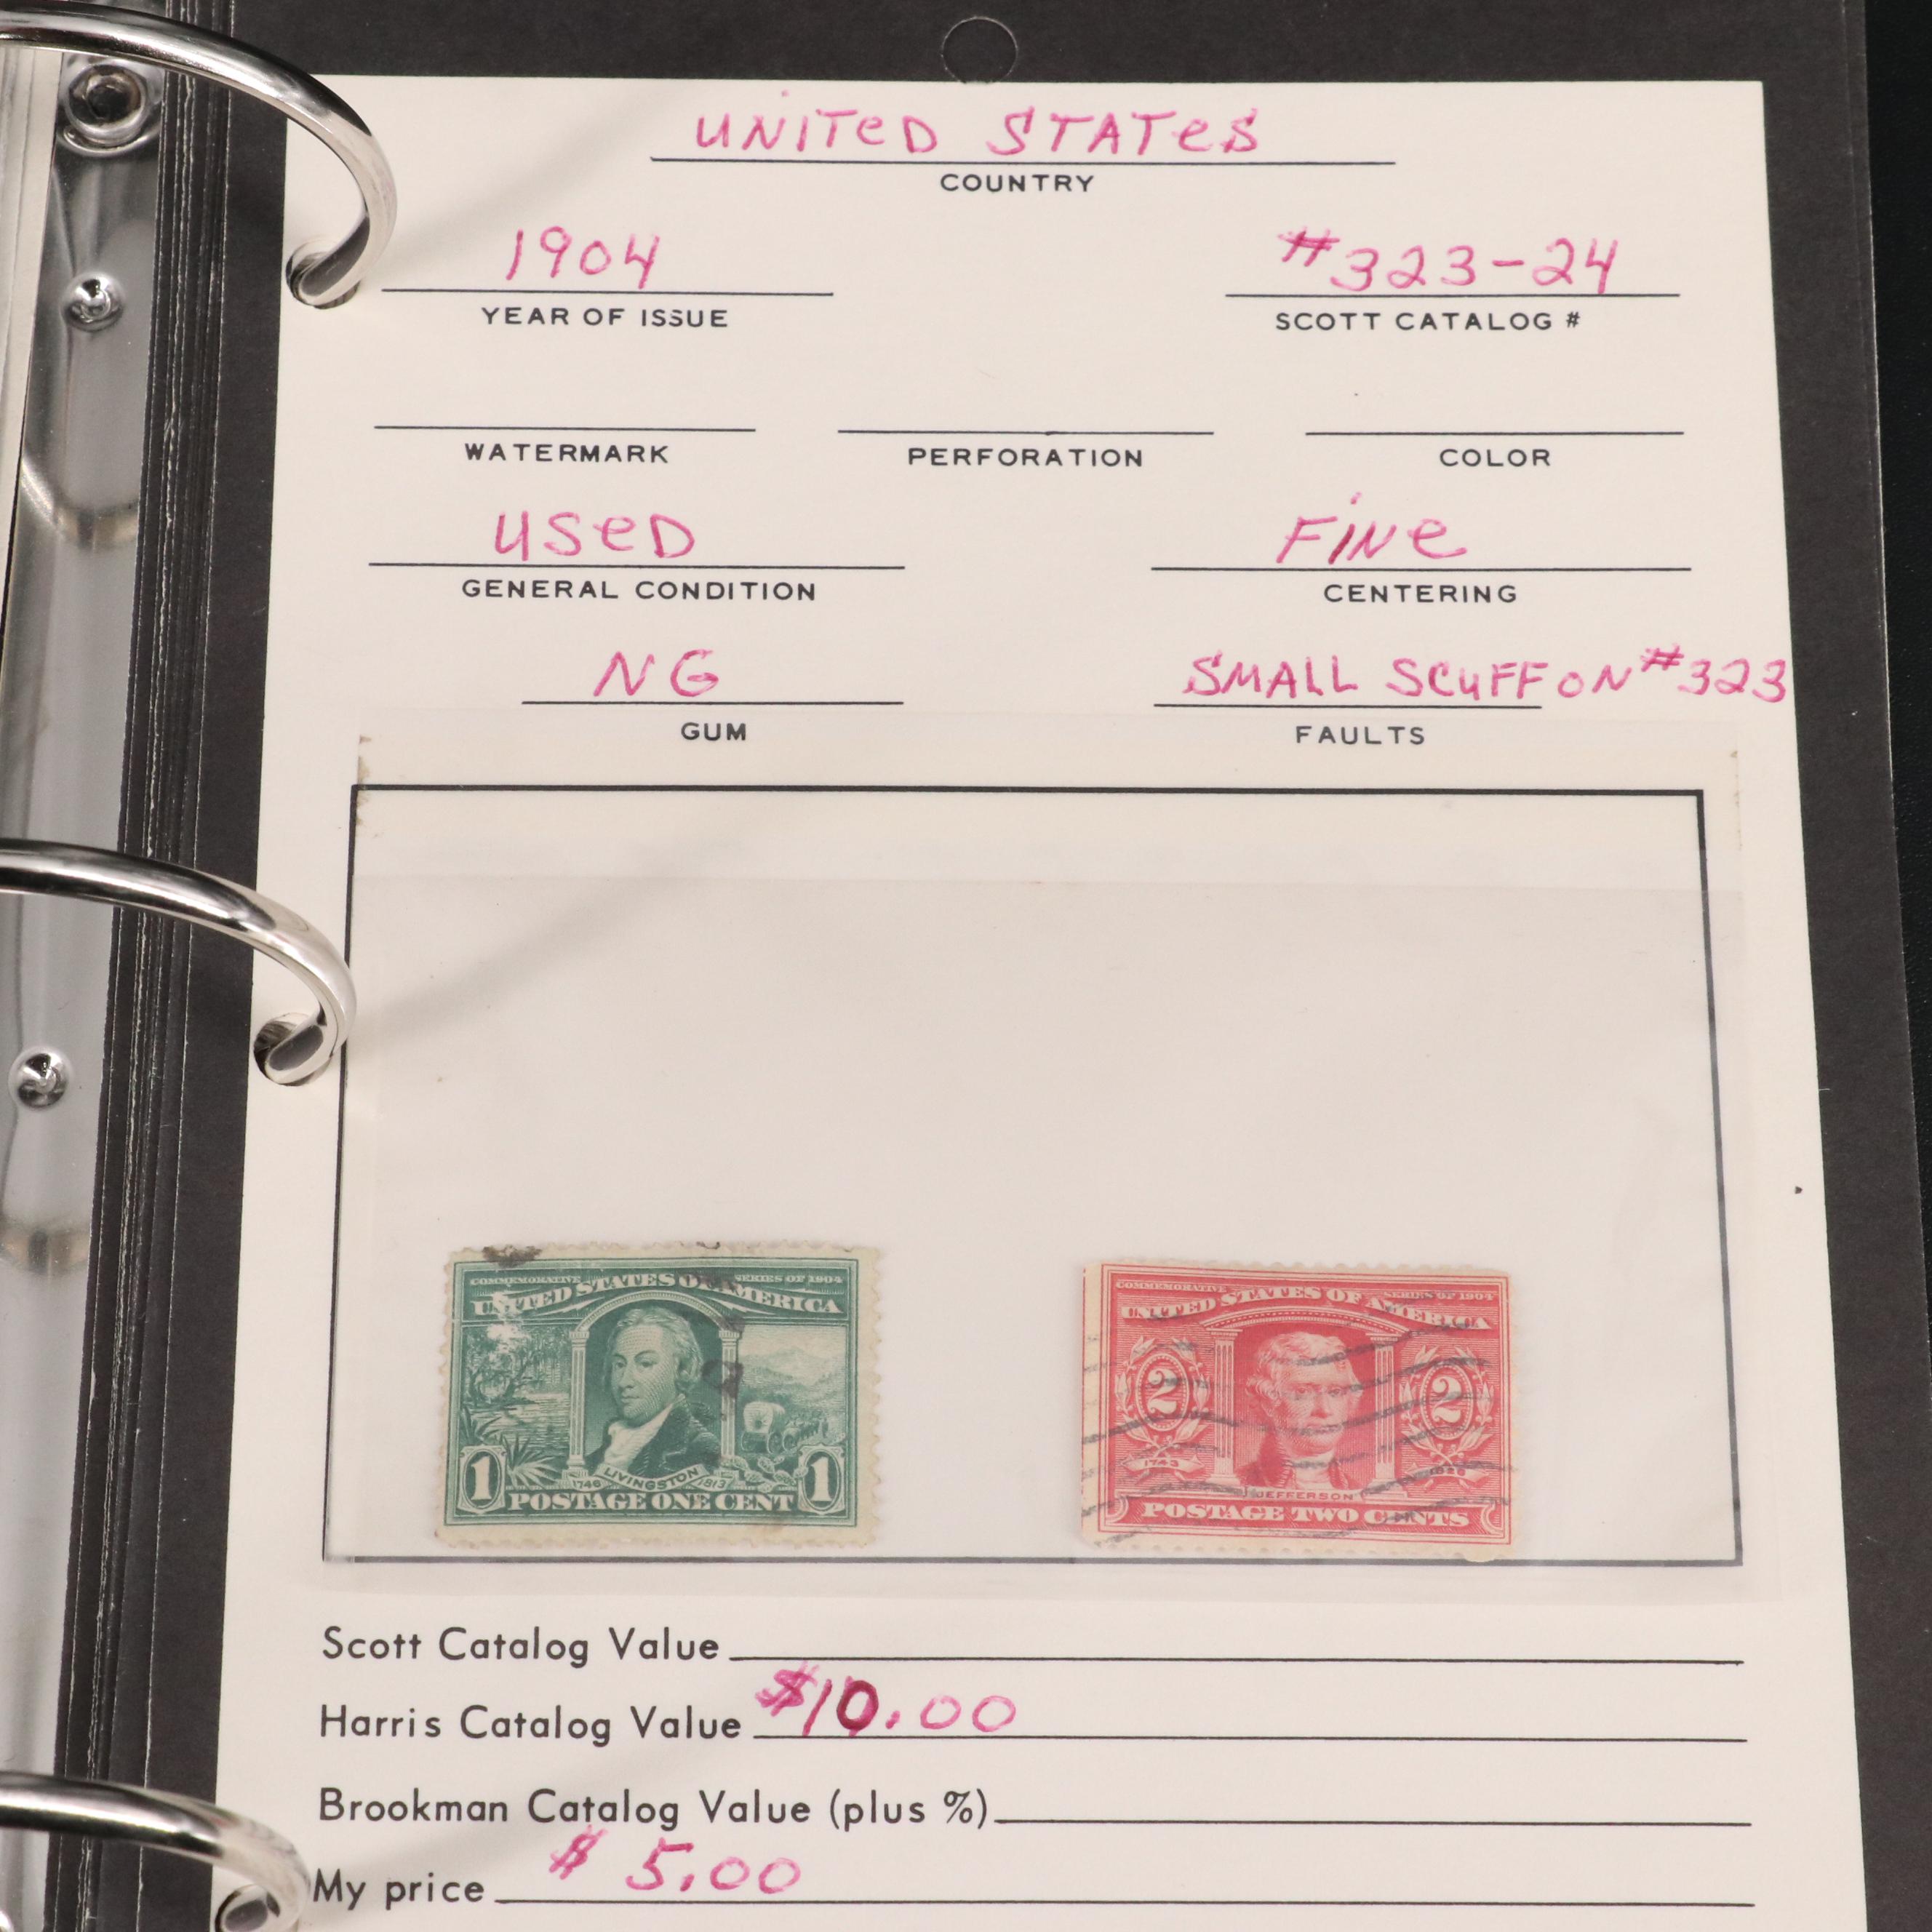 UNITED STATES
COUNTRY
1904 #323-24
YEAR OF ISSUE SCOTT CATALOG #
WATERMARK PERFORATION COLOR
USED FINE
GENERAL CONDITION CENTERING
NG SMALL SCUFF ON #323
GUM FAULTS
COMMEMORATIVE SERIES OF 1904
UNITED STATES OF AMERICA
1746 LIVINGSTON 1813
1 POSTAGE ONE CENT 1
COMMEMORATIVE SERIES OF 1904
UNITED STATES OF AMERICA
2 2
1743 1826
JEFFERSON
POSTAGE TWO CENTS
Scott Catalog Value
Harris Catalog Value $10.00
Brookman Catalog Value (plus %)
My price $5.00